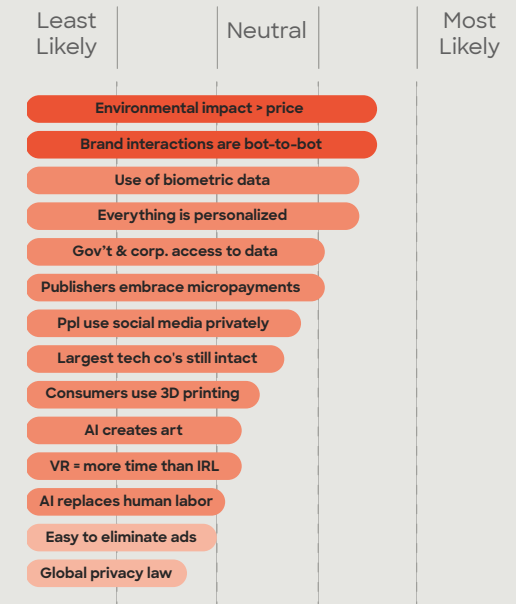 Least
Likely
Neutral
Most
Likely
Environmental impact > price
Brand interactions are bot-to-bot
Use of biometric data
Everything is personalized
Gov't & corp. access to data
Publishers embrace micropayments
Ppl use social media privately
Largest tech co's still intact
Consumers use 3D printing
AI creates art
VR = more time than IRL
AI replaces human labor
Easy to eliminate ads
Global privacy law